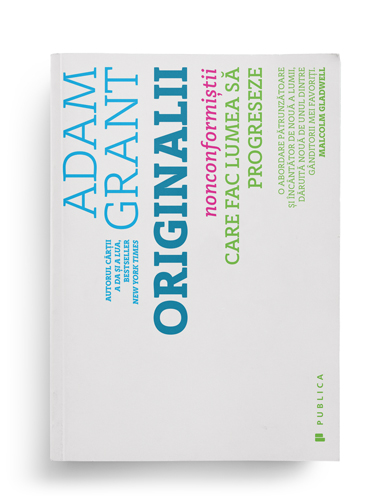 ADAM
GRANT
AUTORUL CĂRȚII
A DA ȘI A LUA,
BESTSELLER
NEW YORK TIMES
ORIGINALII
nonconformiștii
CARE FAC LUMEA SĂ
PROGRESEZE
O ABORDARE PĂTRUNZĂTOARE
ȘI ÎNCÂNTĂTOR DE NOUĂ A LUMII,
DĂRUITĂ NOUĂ DE UNUL DINTRE
GÂNDITORII MEI FAVORIȚI.
MALCOLM GLADWELL
PUBLICA